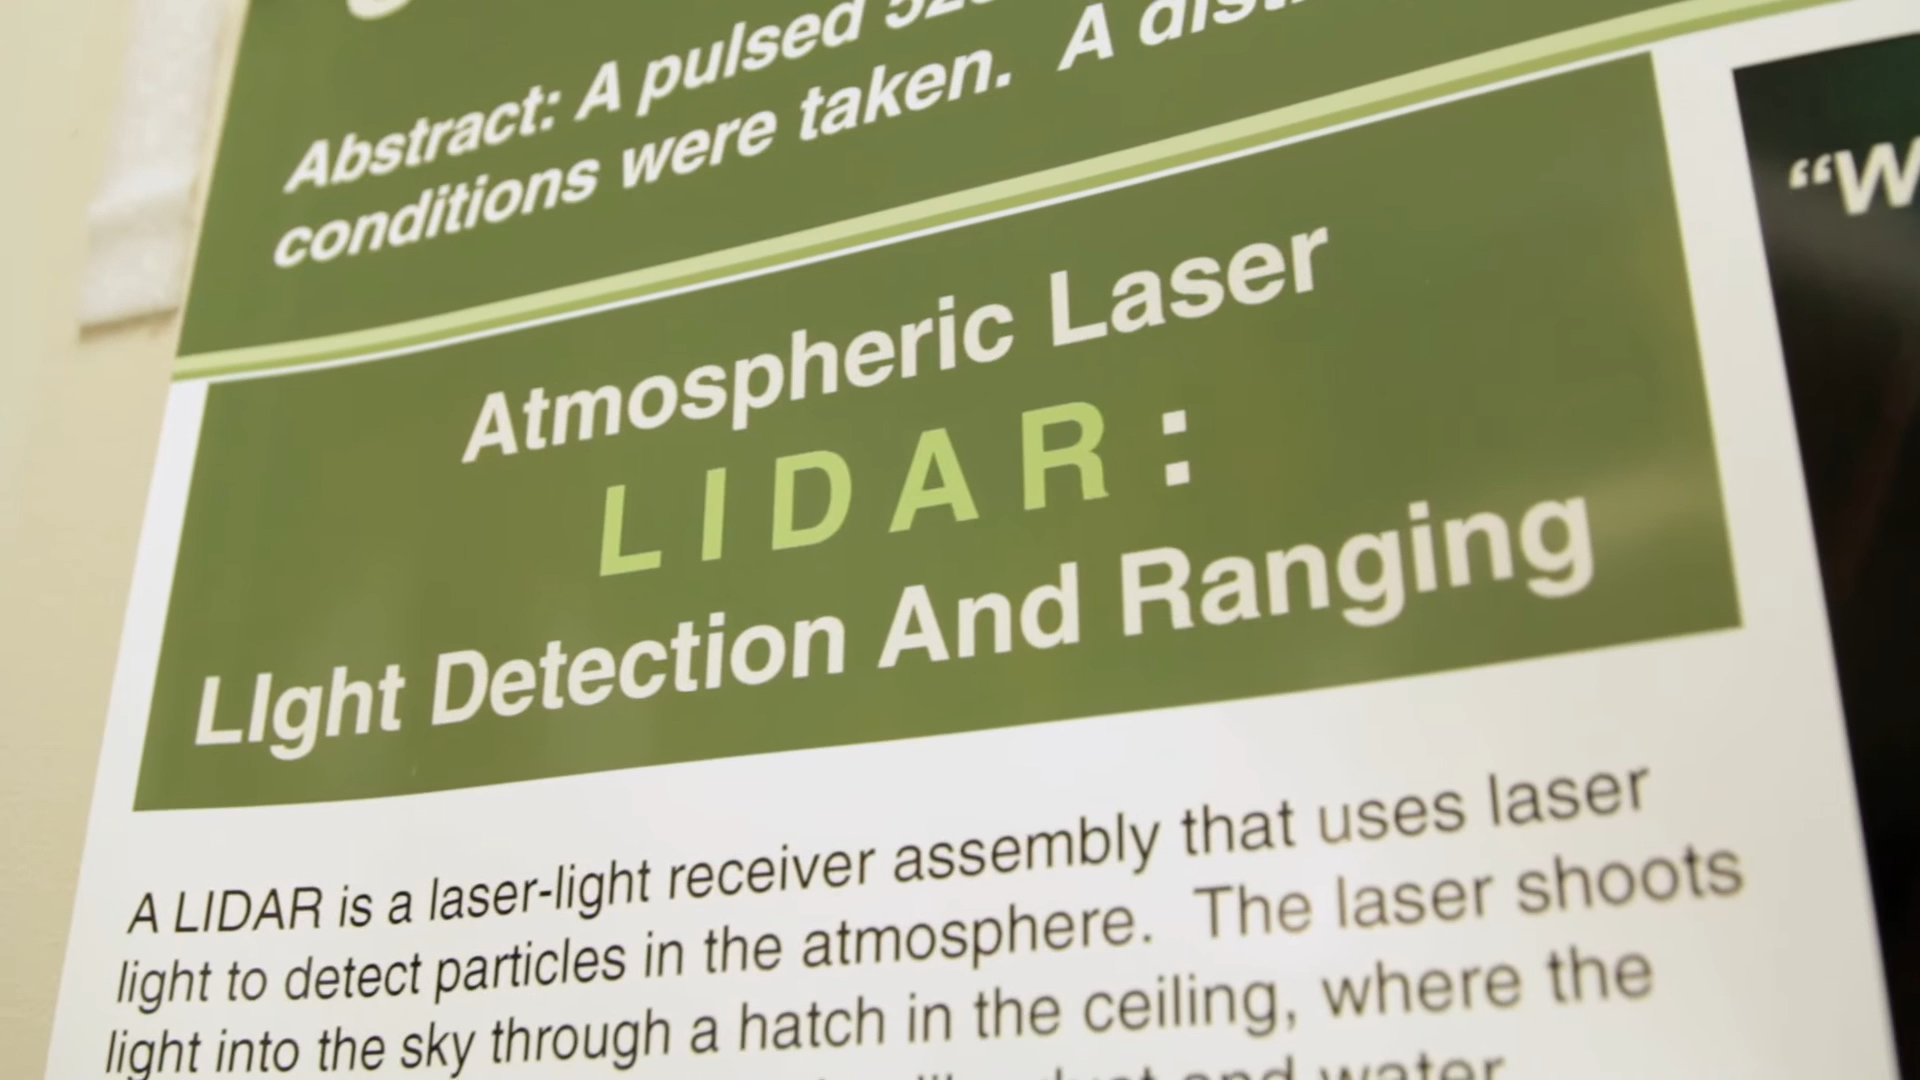 Abstract: A pulsed
conditions were taken. A
Atmospheric Laser
LIDAR:
LIght Detection And Ranging
"W
A LIDAR is a laser-light receiver assembly that uses laser
light to detect particles in the atmosphere. The laser shoots
light into the sky through a hatch in the ceiling, where the
and water